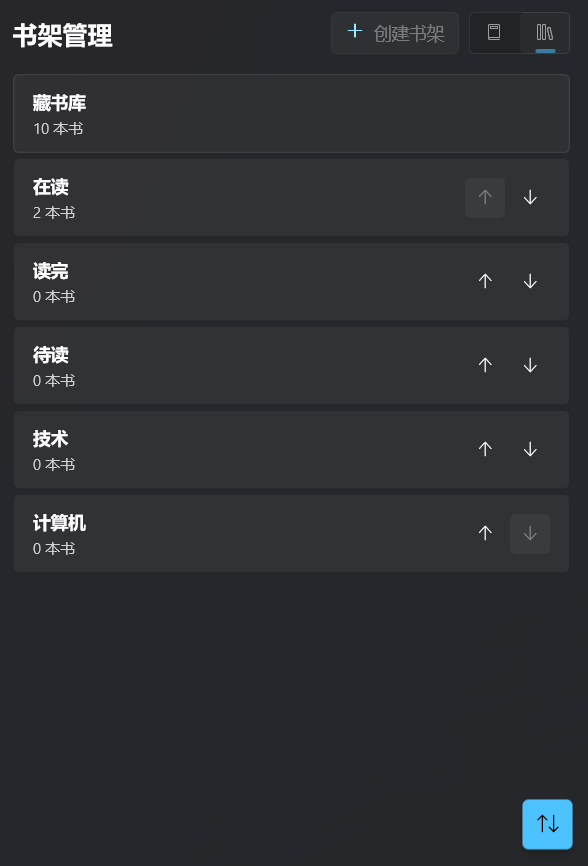 书架管理
创建书架
藏书库
10 本书
在读
2 本书
读完
0 本书
待读
0 本书
技术
0 本书
计算机
0 本书